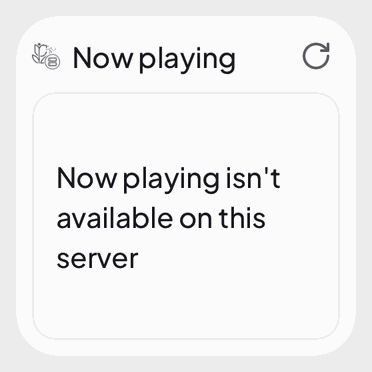 Now playing
Now playing isn't
available on this
server